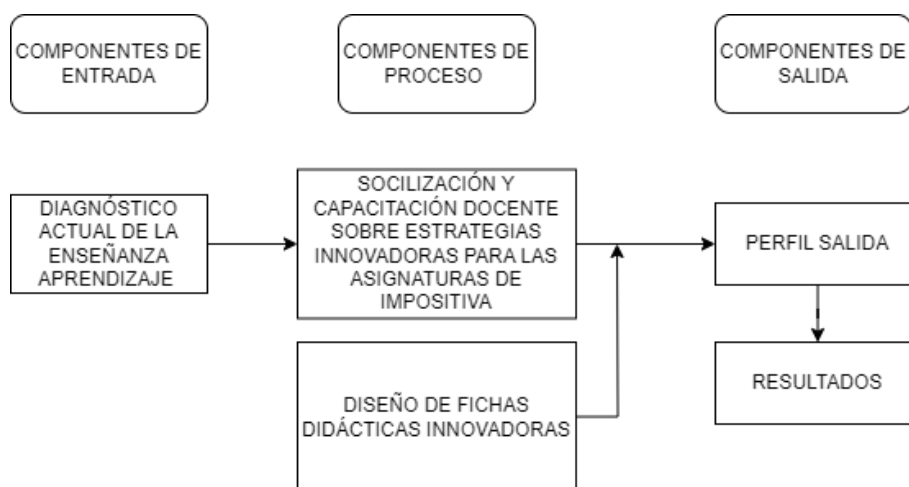 COMPONENTES DE
ENTRADA
COMPONENTES DE
PROCESO
COMPONENTES DE
SALIDA
DIAGNÓSTICO
ACTUAL DE LA
ENSEÑANZA
APRENDIZAJE
SOCILIZACIÓN Y
CAPACITACIÓN DOCENTE
SOBRE ESTRATEGIAS
INNOVADORAS PARA LAS
ASIGNATURAS DE
IMPOSITIVA
PERFIL SALIDA
DISEÑO DE FICHAS
DIDÁCTICAS INNOVADORAS
RESULTADOS